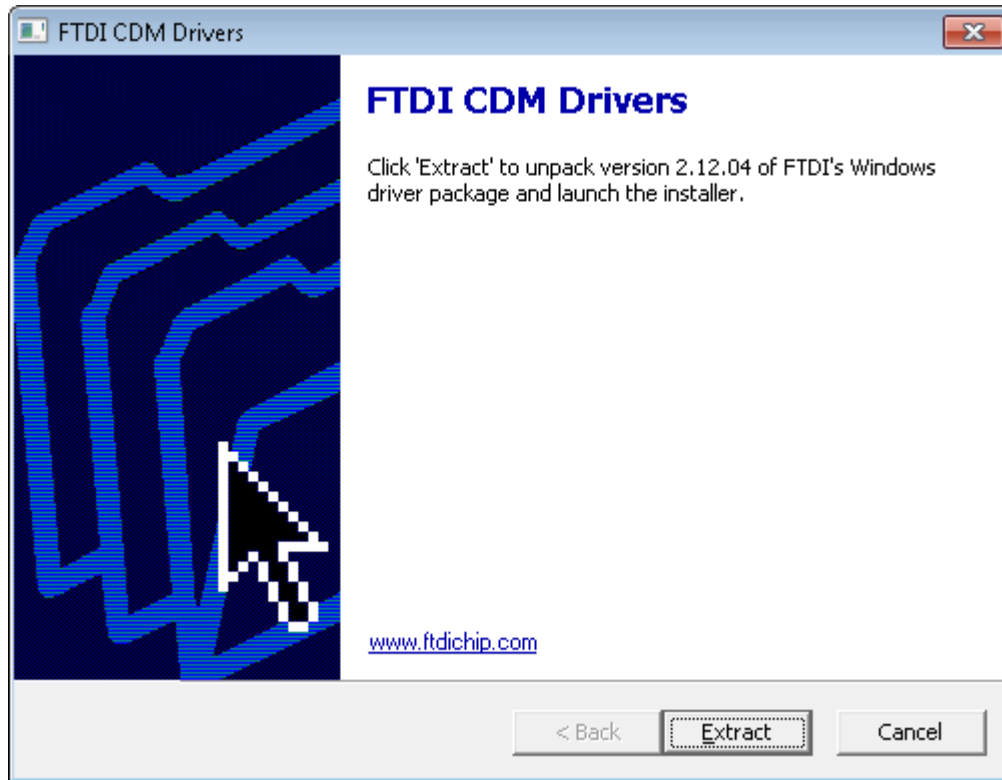 FTDI CDM Drivers
FTDI CDM Drivers
Click 'Extract' to unpack version 2.12.04 of FTDI's Windows
driver package and launch the installer.
www.ftdichip.com
< Back Extract Cancel